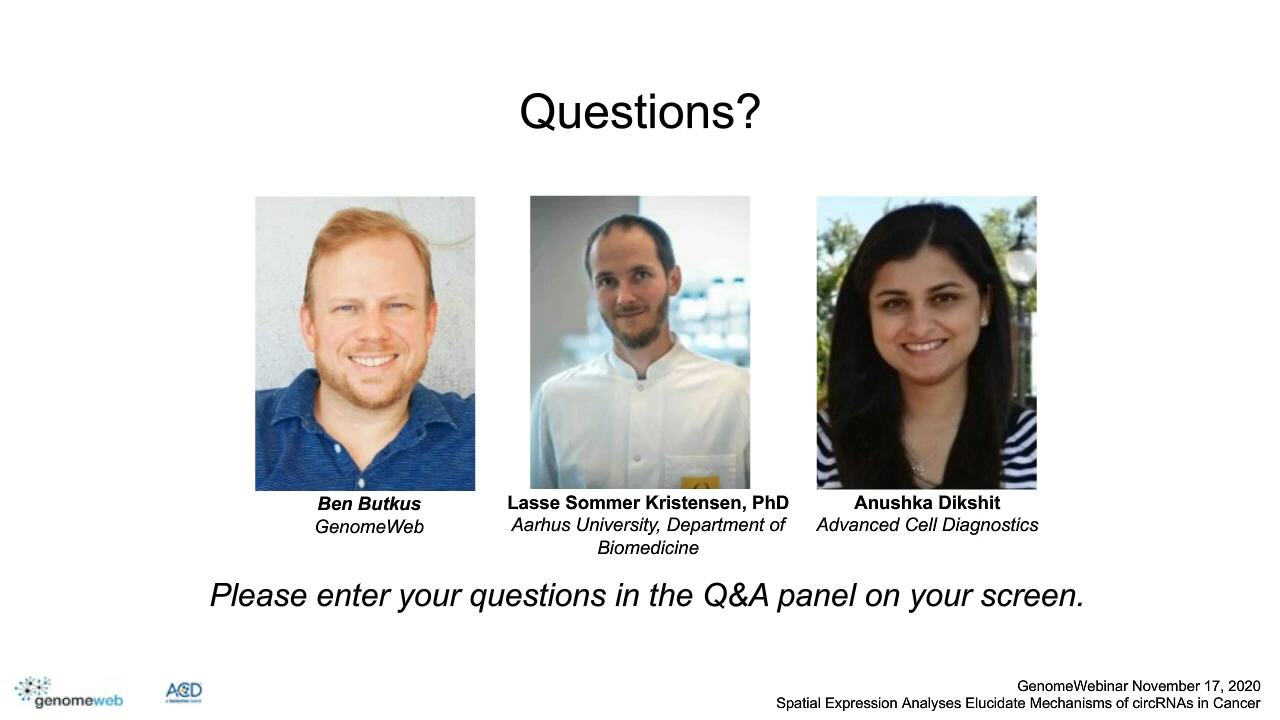 Questions?
Ben Butkus
GenomeWeb
Lasse Sommer Kristensen, PhD
Aarhus University, Department of
Biomedicine
Anushka Dikshit
Advanced Cell Diagnostics
Please enter your questions in the Q&A panel on your screen.
genomeweb
ACD
GenomeWebinar November 17, 2020
Spatial Expression Analyses Elucidate Mechanisms of circRNAs in Cancer